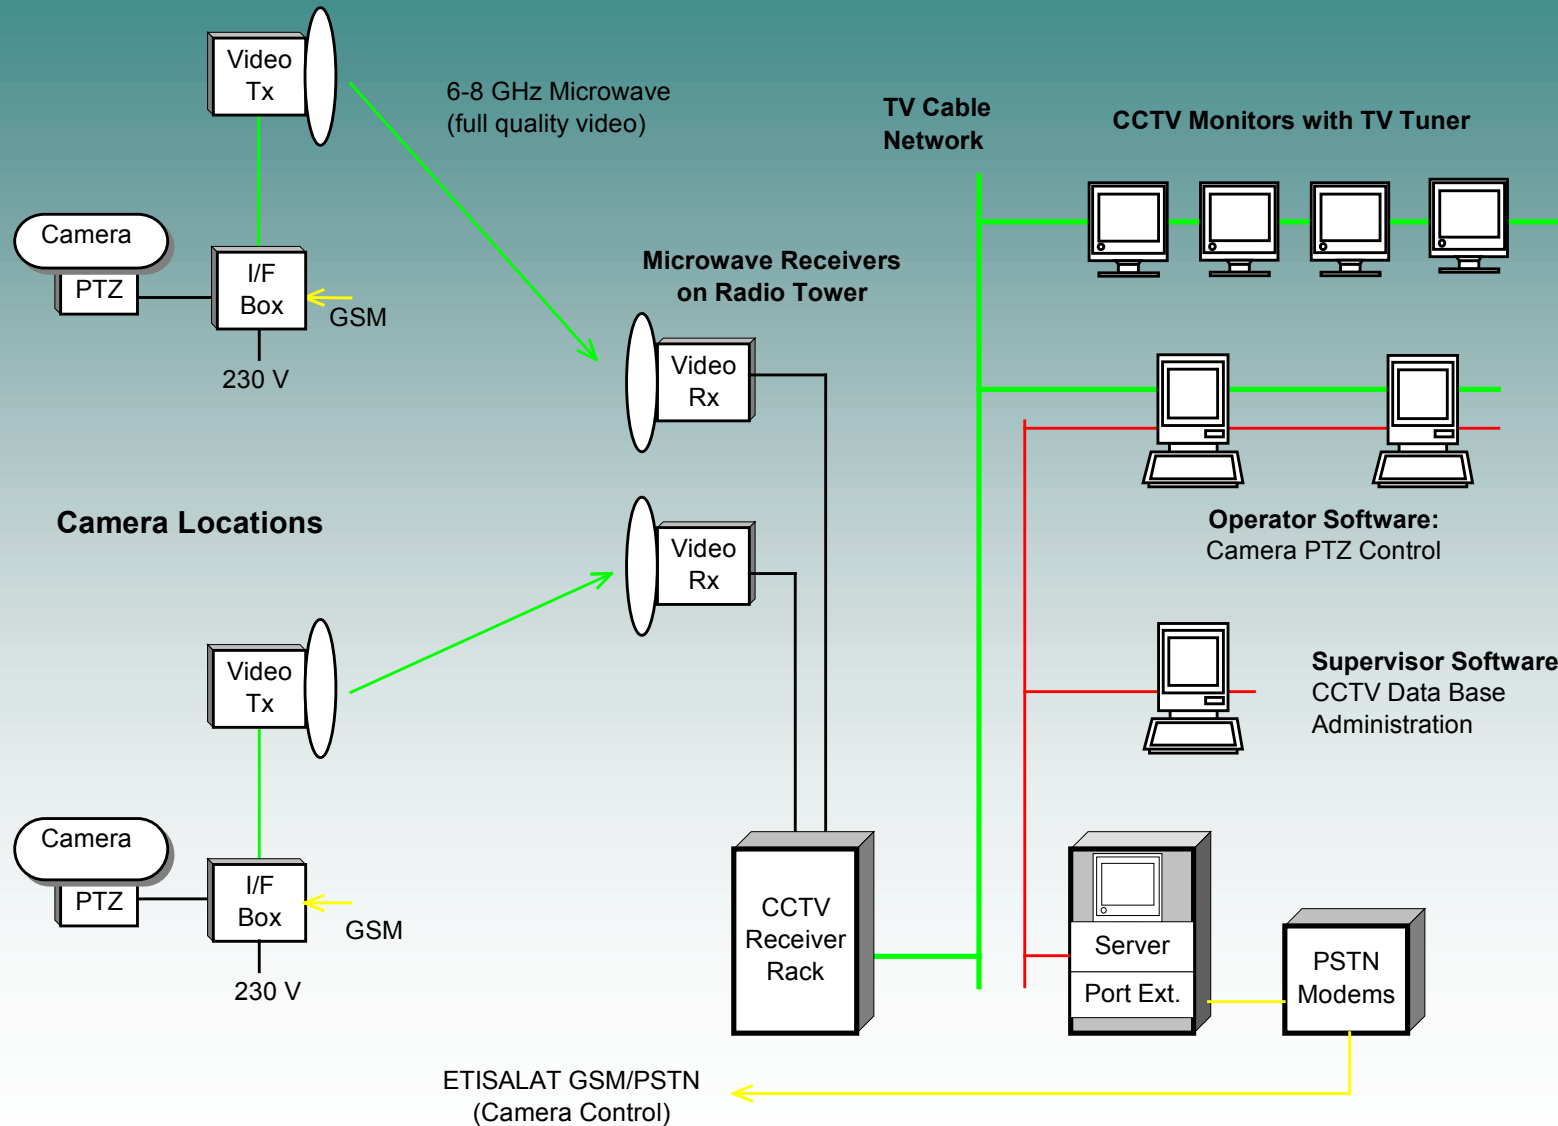 Video
Tx
6-8 GHz Microwave
(full quality video)
TV Cable
Network
CCTV Monitors with TV Tuner
Camera
PTZ
I/F
Box
GSM
230 V
Microwave Receivers
on Radio Tower
Video
Rx
Camera Locations
Video
Rx
Operator Software:
Camera PTZ Control
Video
Tx
Supervisor Software
CCTV Data Base
Administration
Camera
PTZ
I/F
Box
GSM
230 V
CCTV
Receiver
Rack
Server
Port Ext.
PSTN
Modems
ETISALAT GSM/PSTN
(Camera Control)